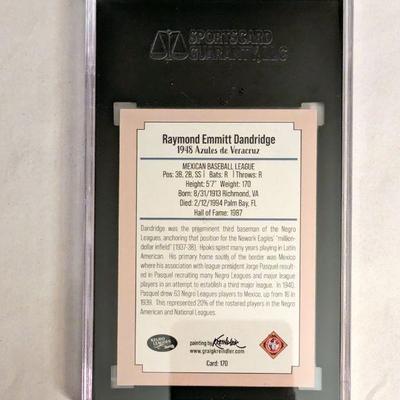 SPORTSCARD
GUARANTY, LLC
Raymond Emmitt Dandridge
1948 Azules de Veracruz
MEXICAN BASEBALL LEAGUE
Pos: 3B, 2B, SS | Bats: R | Throws: R
Height: 5'7" Weight: 170
Born: 8/31/1913 Richmond, VA
Died: 2/12/1994 Palm Bay, FL
Hall of Fame: 1987
Dandridge was the preeminent third baseman of the Negro
Leagues anchoring that position for the Newark Eagles' "million-
dollar infield" (1937-38). Hooks spent many years playing in Latin
American. His primary home south of the border was Mexico
where his association with league president Jorge Pasquel result-
ed in Pasquel recruiting many Negro Leagues and major league
players in an attempt to establish a third major league. In 1940,
Pasquel drew 63 Negro Leagues players to Mexico, up from 16 in
1939. This represented 20% of the rostered players in the Negro
American and National Leagues.
NEGRO LEAGUES
painting by
www.graigkreindler.com
Card: 170